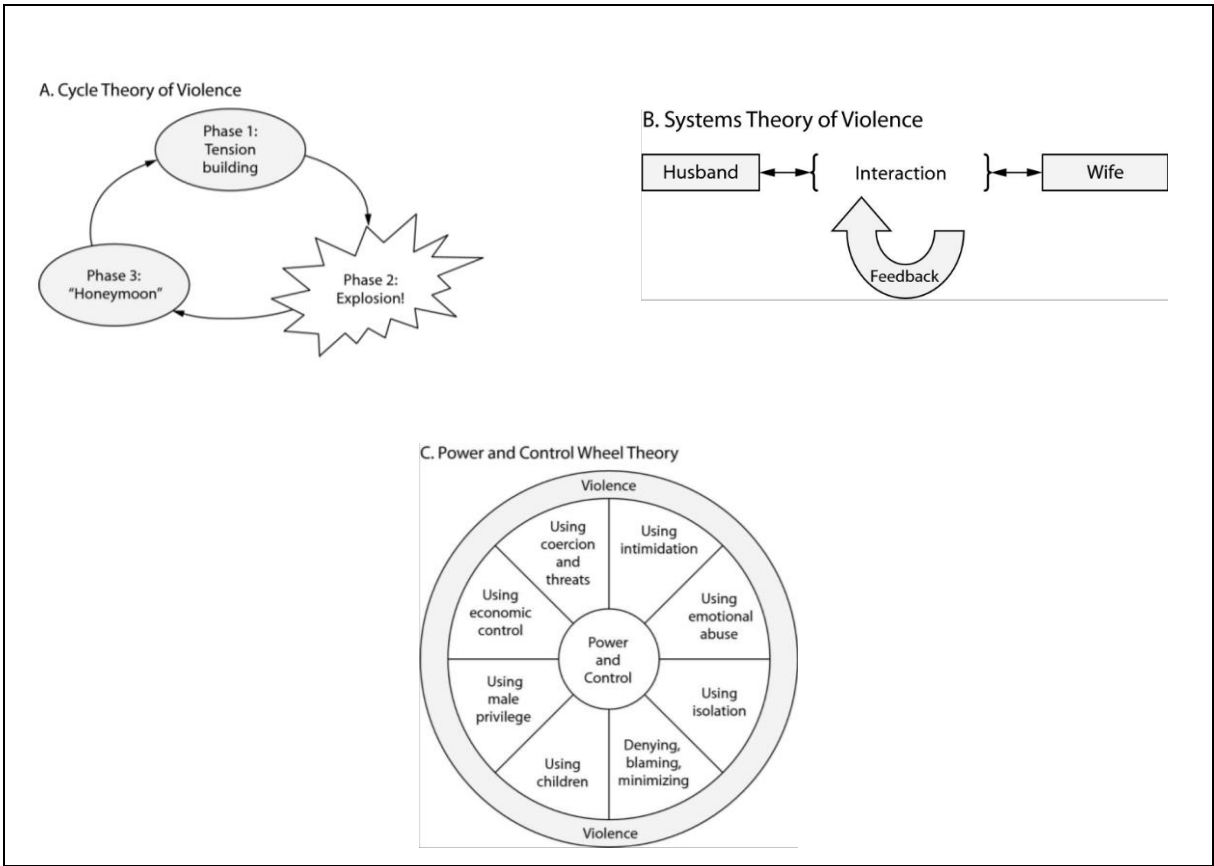 A. Cycle Theory of Violence
Phase 1:
Tension
building
Phase 2:
Explosion!
Phase 3:
“Honeymoon”
B. Systems Theory of Violence
Husband
Interaction
Wife
Feedback
C. Power and Control Wheel Theory
Violence
Using
coercion
and
threats
Using
intimidation
Using
emotional
abuse
Using
isolation
Denying,
blaming,
minimizing
Using
children
Using
male
privilege
Using
economic
control
Power
and
Control
Violence